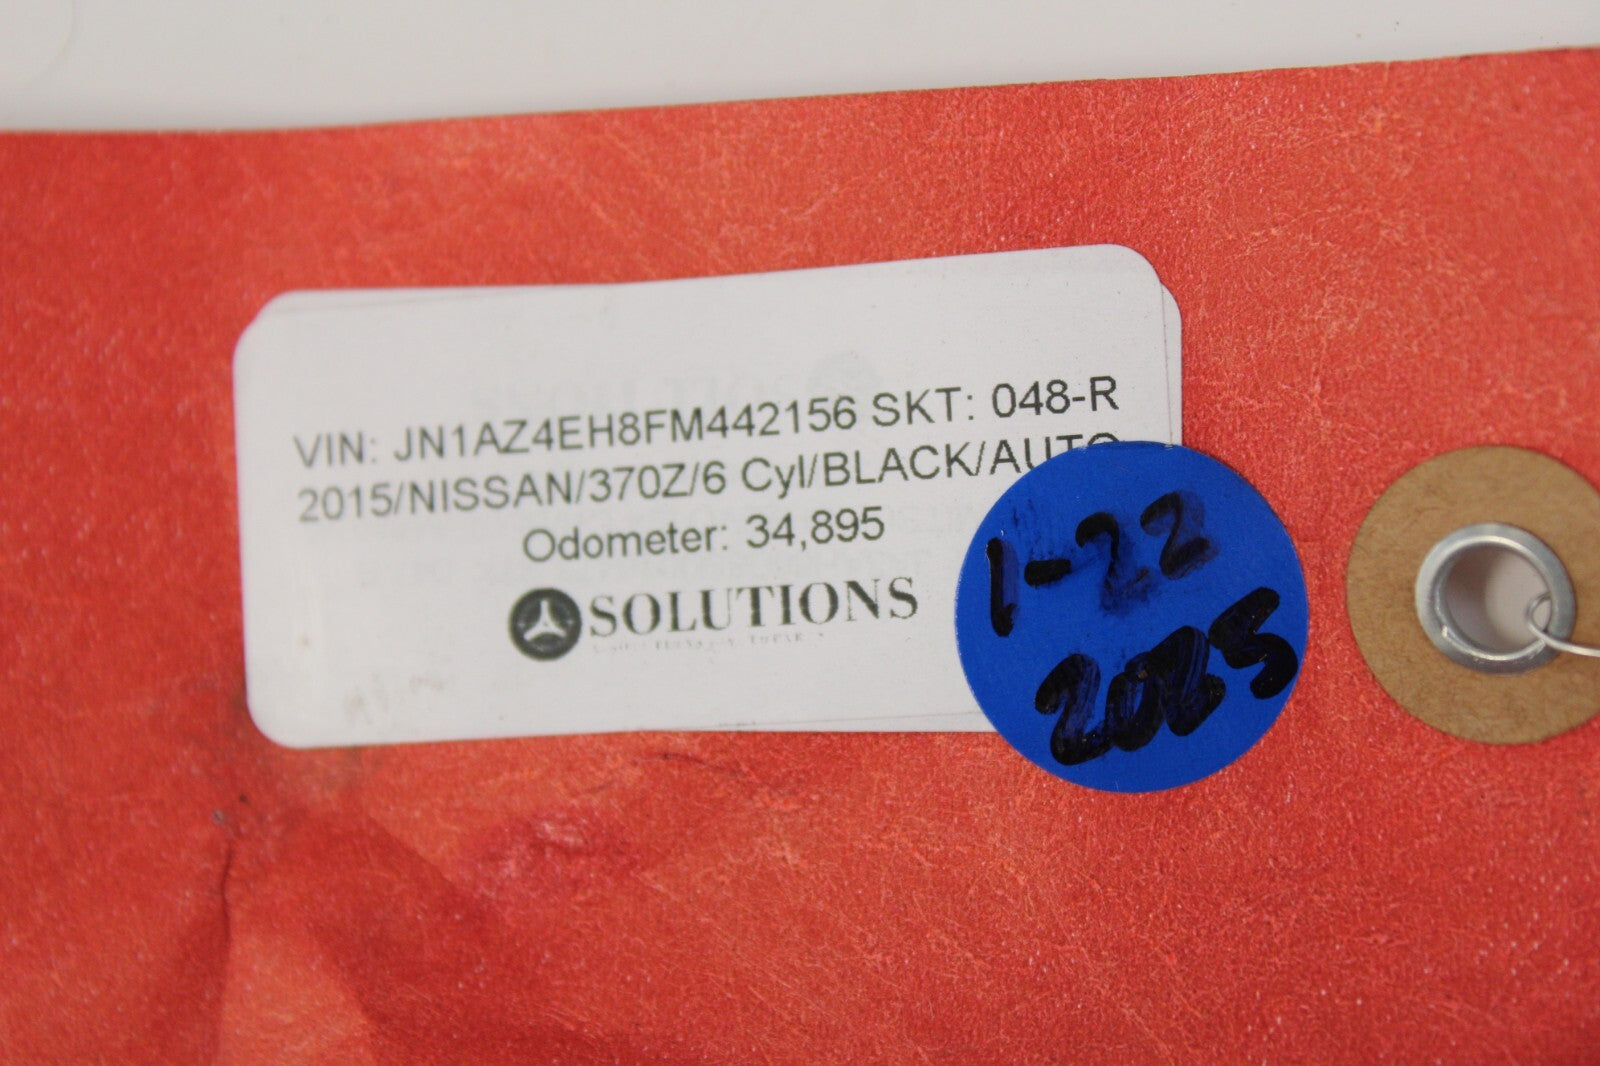 VIN: JN1AZ4EH8FM442156 SKT: 048-R
2015/NISSAN/370Z/6 Cyl/BLACK/AUTO
Odometer: 34,895
SOLUTIONS
1-22
2025